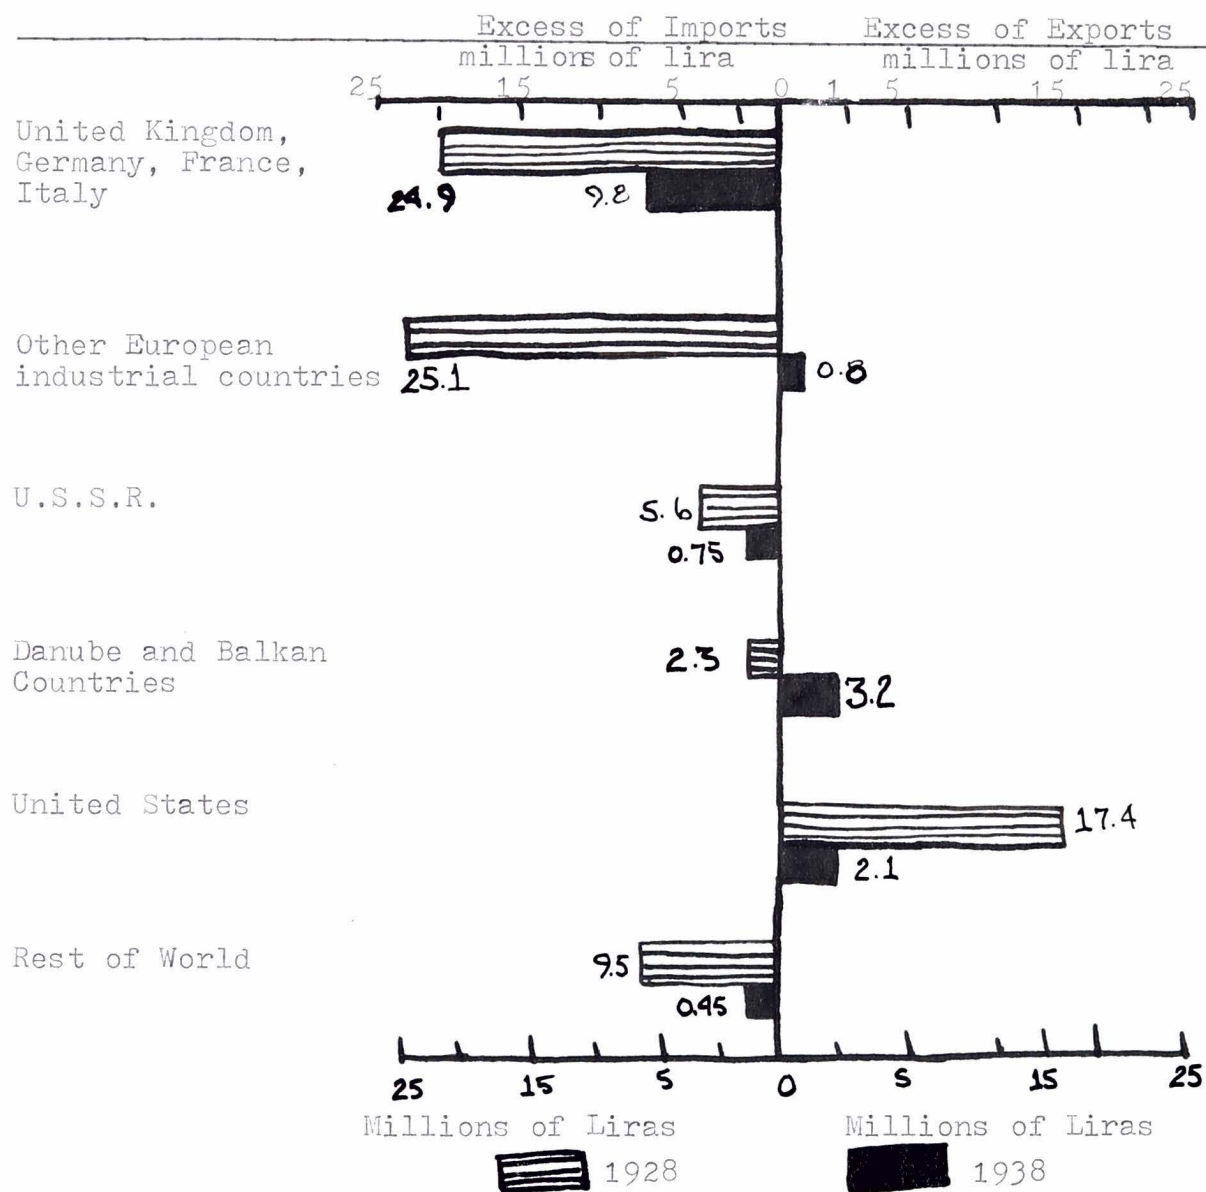 Excess of Imports Excess of Exports
millions of lira millions of lira
25 15 5 0 1 5 15 25
United Kingdom,
Germany, France,
Italy
24.9 9.8
Other European
industrial countries
25.1 0.8
U.S.S.R.
5.6
0.75
Danube and Balkan
Countries
2.3
3.2
United States
17.4
2.1
Rest of World
9.5
0.45
25 15 5 0 5 15 25
Millions of Liras Millions of Liras
1928 1938